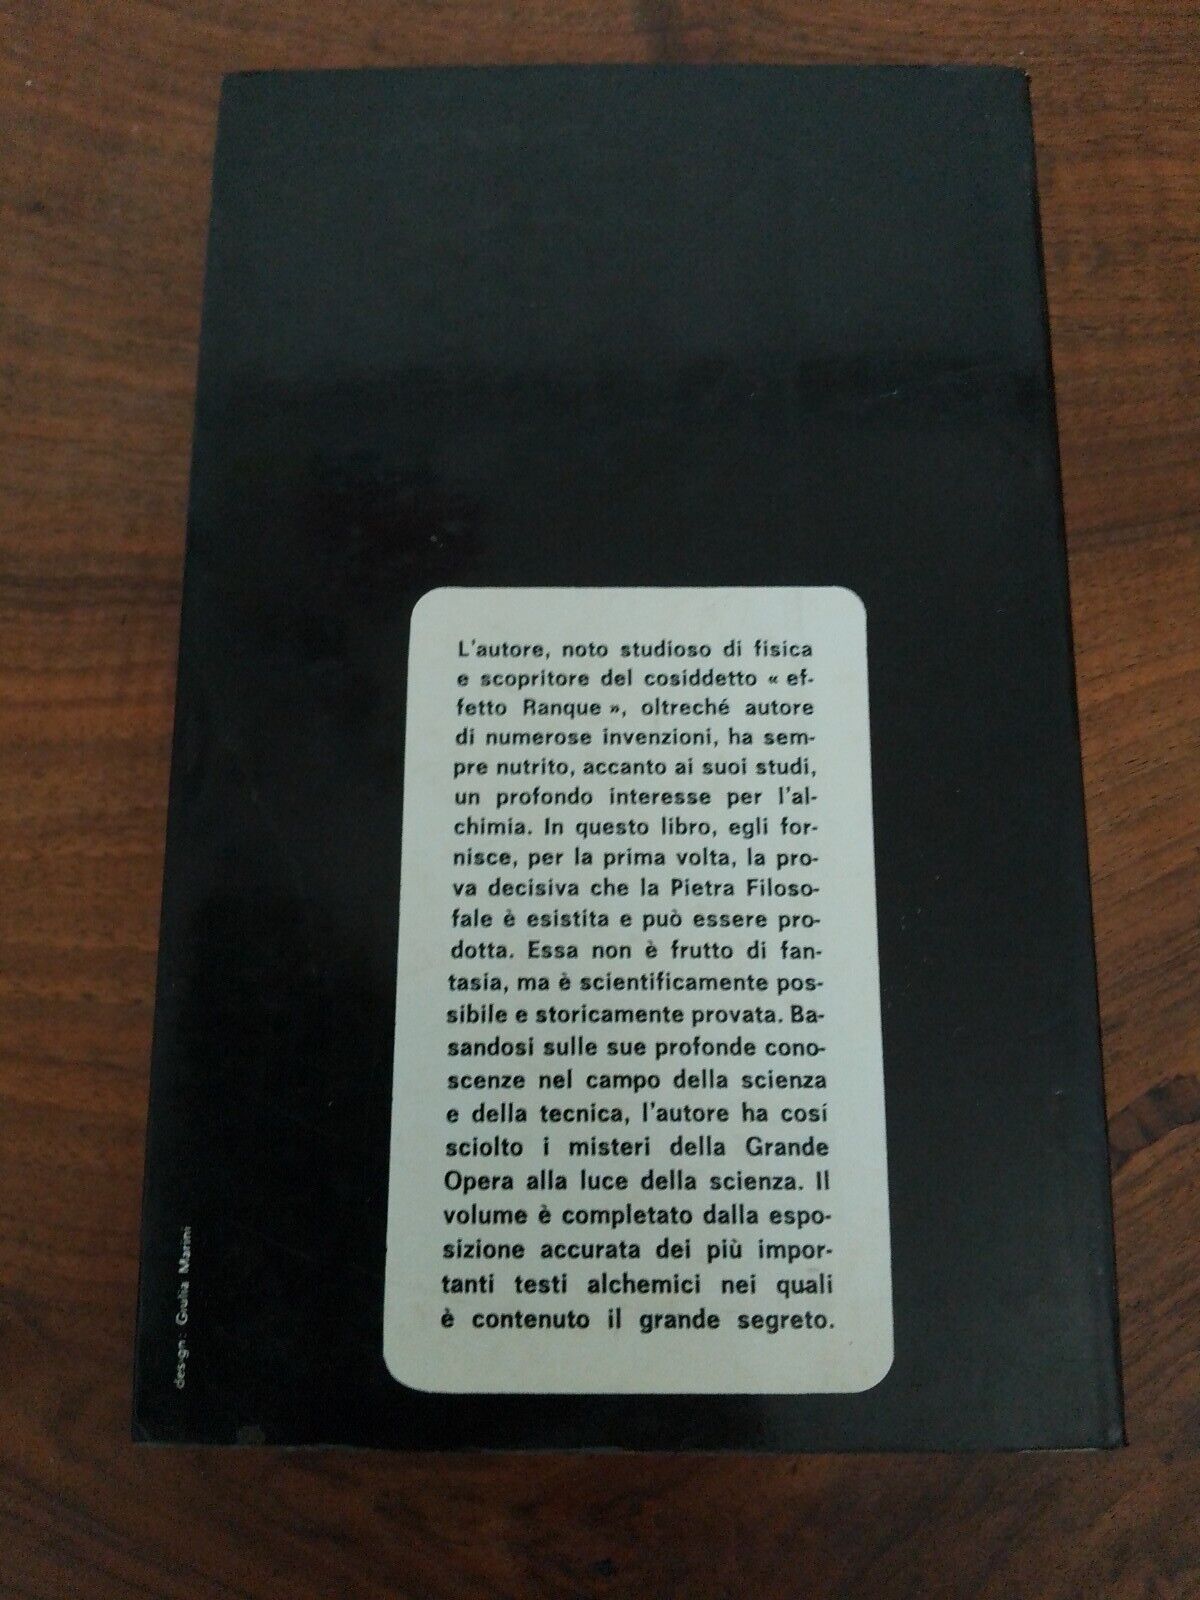 L'autore, noto studioso di fisica
e scopritore del cosiddetto « ef-
fetto Ranque », oltreché autore
di numerose invenzioni, ha sem-
pre nutrito, accanto ai suoi studi,
un profondo interesse per l'al-
chimia. In questo libro, egli for-
nisce, per la prima volta, la pro-
va decisiva che la Pietra Filoso-
fale è esistita e può essere pro-
dotta. Essa non è frutto di fan-
tasia, ma è scientificamente pos-
sibile e storicamente provata. Ba-
sandosi sulle sue profonde cono-
scenze nel campo della scienza
e della tecnica, l'autore ha cosí
sciolto i misteri della Grande
Opera alla luce della scienza. Il
volume è completato dalla espo-
sizione accurata dei più impor-
tanti testi alchemici nei quali
è contenuto il grande segreto.
design: Giulia Marini